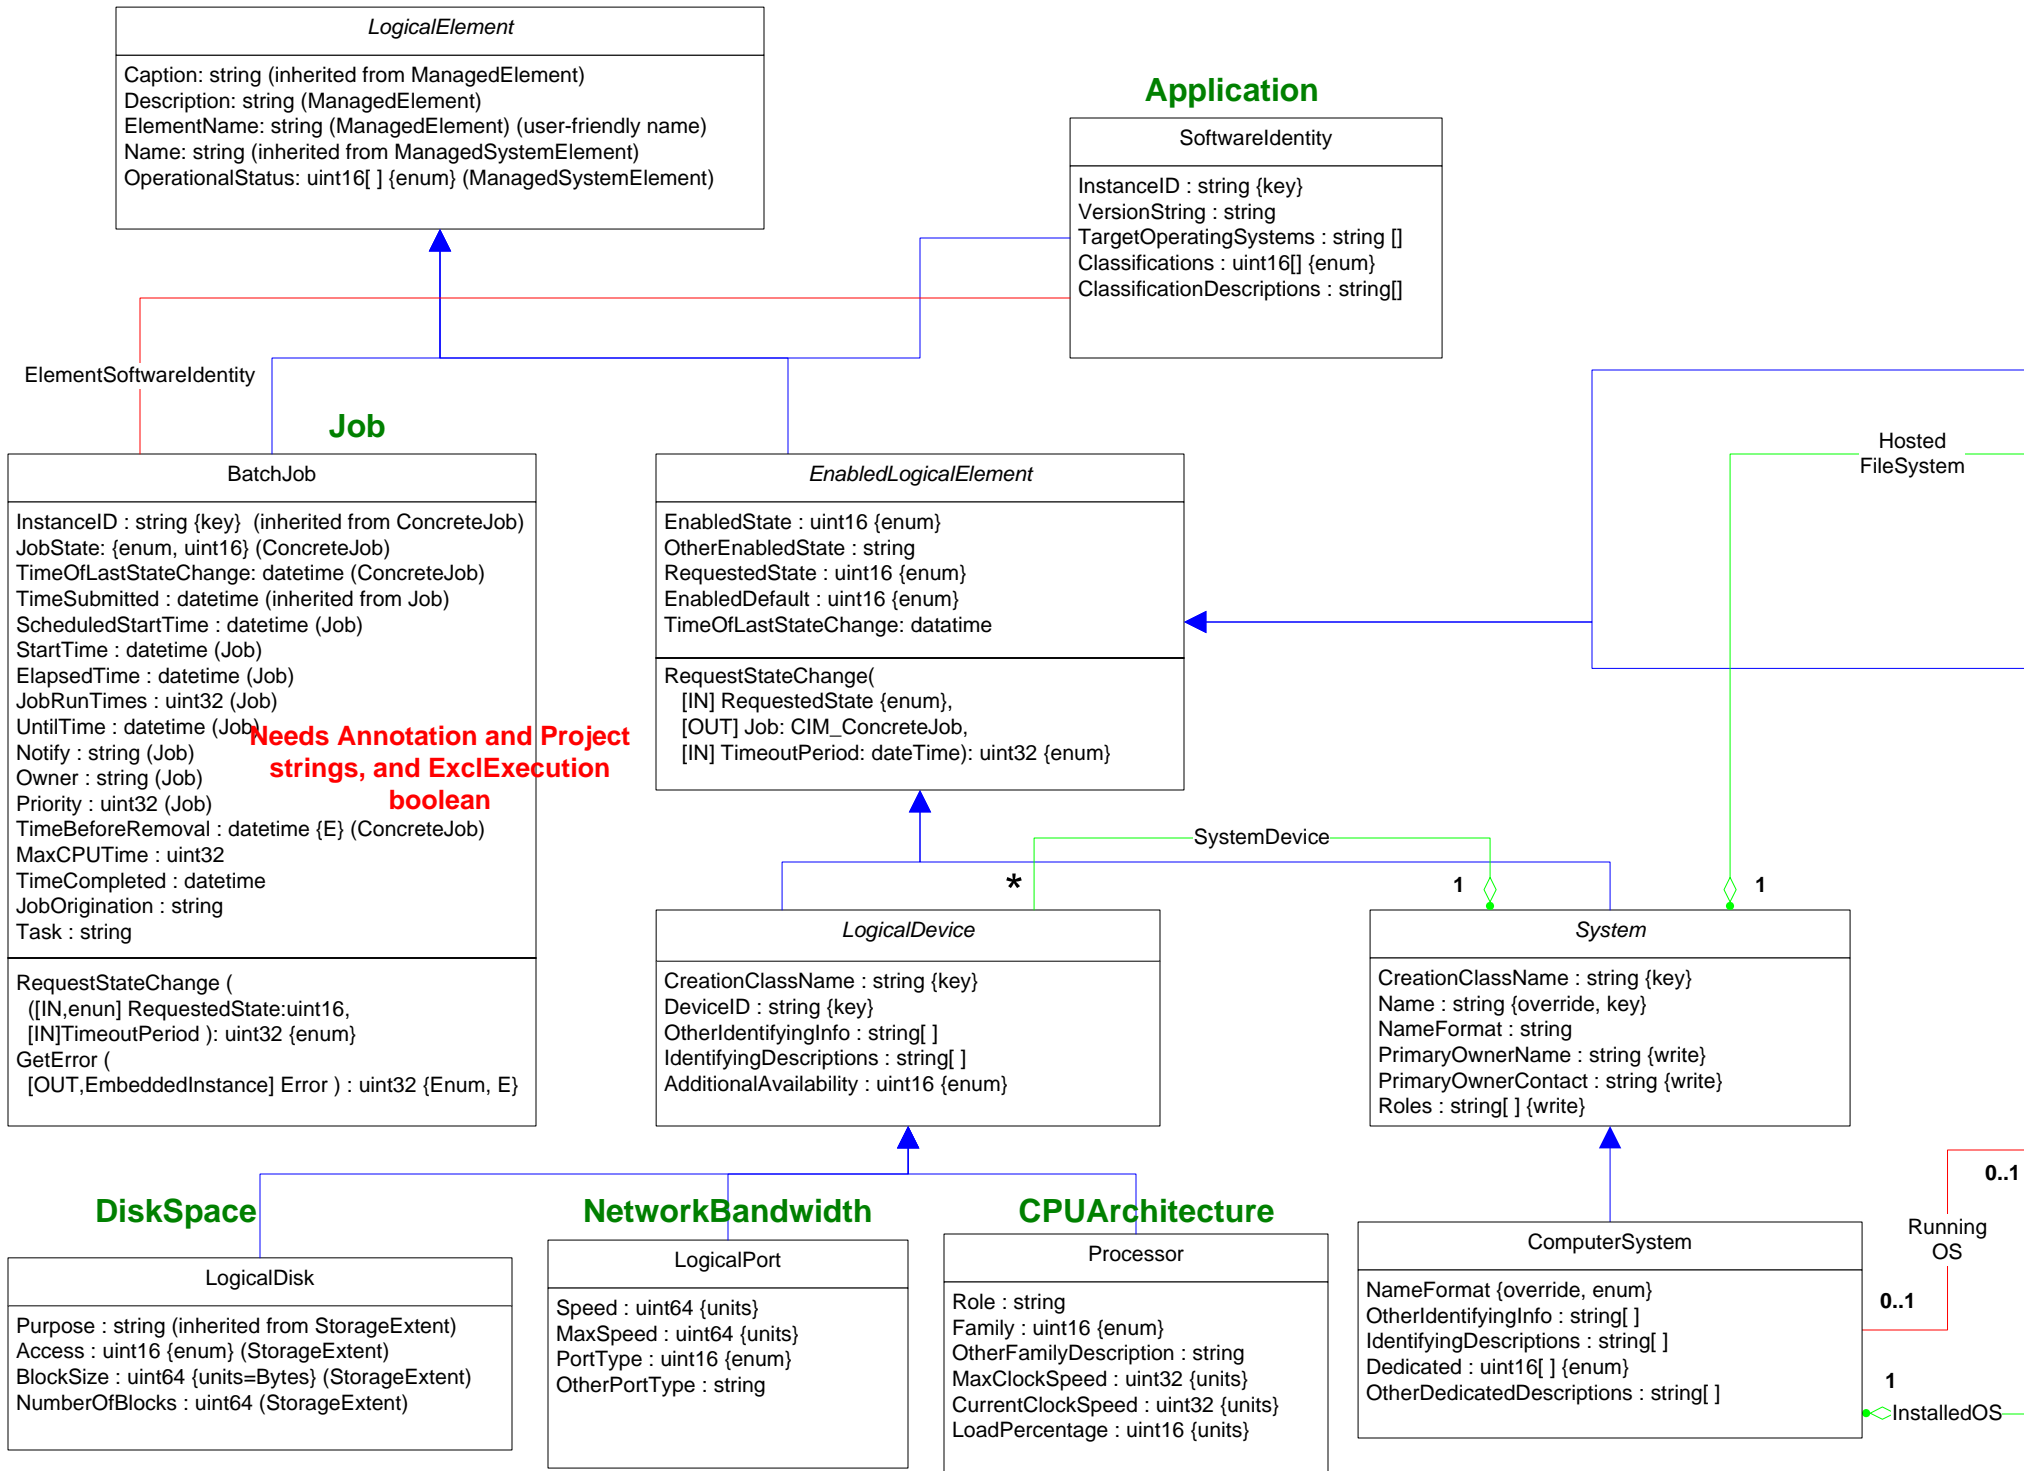 LogicalElement
Caption: string (inherited from ManagedElement)
Description: string (ManagedElement)
ElementName: string (ManagedElement) (user-friendly name)
Name: string (inherited from ManagedSystemElement)
OperationalStatus: uint16[ ] {enum} (ManagedSystemElement)
Application
SoftwareIdentity
InstanceID : string {key}
VersionString : string
TargetOperatingSystems : string []
Classifications : uint16[] {enum}
ClassificationDescriptions : string[]
ElementSoftwareIdentity
Job
BatchJob
InstanceID : string {key}  (inherited from ConcreteJob)
JobState: {enum, uint16} (ConcreteJob)
TimeOfLastStateChange: datetime (ConcreteJob)
TimeSubmitted : datetime (inherited from Job)
ScheduledStartTime : datetime (Job)
StartTime : datetime (Job)
ElapsedTime : datetime (Job)
JobRunTimes : uint32 (Job)
UntilTime : datetime (Job)
Notify : string (Job)
Owner : string (Job)
Priority : uint32 (Job)
TimeBeforeRemoval : datetime {E} (ConcreteJob)
MaxCPUTime : uint32
TimeCompleted : datetime
JobOrigination : string
Task : string
Needs Annotation and Project
strings, and ExclExecution
boolean
RequestStateChange (
([IN,enun] RequestedState:uint16,
[IN]TimeoutPeriod ): uint32 {enum}
GetError (
[OUT,EmbeddedInstance] Error ) : uint32 {Enum, E}
EnabledLogicalElement
EnabledState : uint16 {enum}
OtherEnabledState : string
RequestedState : uint16 {enum}
EnabledDefault : uint16 {enum}
TimeOfLastStateChange: datatime
RequestStateChange(
[IN] RequestedState {enum},
[OUT] Job: CIM_ConcreteJob,
[IN] TimeoutPeriod: dateTime): uint32 {enum}
Hosted
FileSystem
SystemDevice
*
1
1
LogicalDevice
CreationClassName : string {key}
DeviceID : string {key}
OtherIdentifyingInfo : string[ ]
IdentifyingDescriptions : string[ ]
AdditionalAvailability : uint16 {enum}
System
CreationClassName : string {key}
Name : string {override, key}
NameFormat : string
PrimaryOwnerName : string {write}
PrimaryOwnerContact : string {write}
Roles : string[ ] {write}
DiskSpace
LogicalDisk
Purpose : string (inherited from StorageExtent)
Access : uint16 {enum} (StorageExtent)
BlockSize : uint64 {units=Bytes} (StorageExtent)
NumberOfBlocks : uint64 (StorageExtent)
NetworkBandwidth
LogicalPort
Speed : uint64 {units}
MaxSpeed : uint64 {units}
PortType : uint16 {enum}
OtherPortType : string
CPUArchitecture
Processor
Role : string
Family : uint16 {enum}
OtherFamilyDescription : string
MaxClockSpeed : uint32 {units}
CurrentClockSpeed : uint32 {units}
LoadPercentage : uint16 {units}
ComputerSystem
NameFormat {override, enum}
OtherIdentifyingInfo : string[ ]
IdentifyingDescriptions : string[ ]
Dedicated : uint16[ ] {enum}
OtherDedicatedDescriptions : string[ ]
0..1
Running
OS
0..1
1
InstalledOS